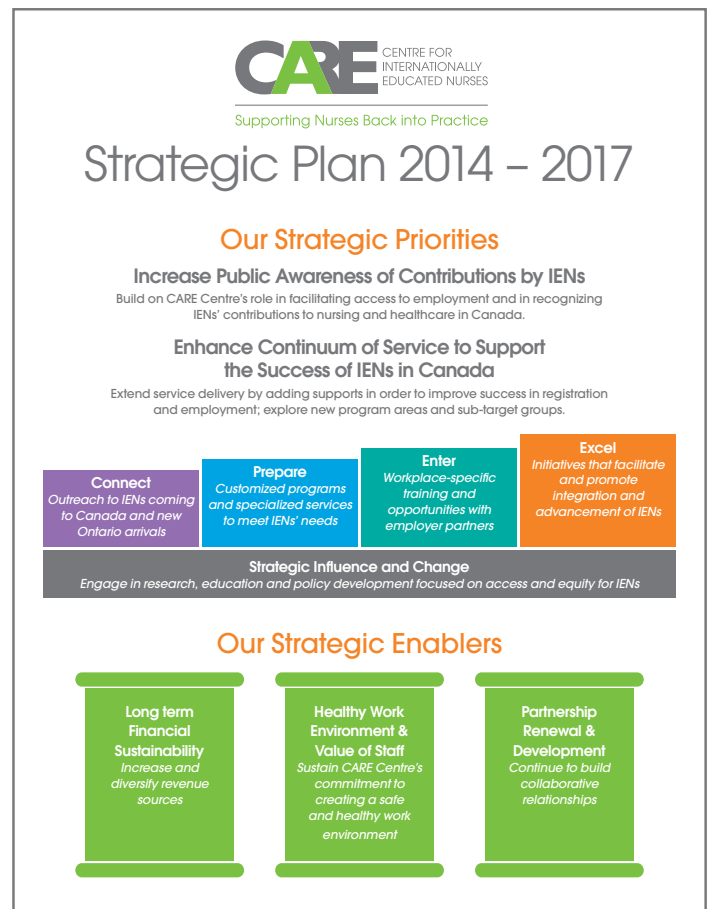 CARE
CENTRE FOR
INTERNATIONALLY
EDUCATED NURSES
Supporting Nurses Back into Practice
Strategic Plan 2014 – 2017
Our Strategic Priorities
Increase Public Awareness of Contributions by IENs
Build on CARE Centre's role in facilitating access to employment and in recognizing
IENs' contributions to nursing and healthcare in Canada.
Enhance Continuum of Service to Support
the Success of IENs in Canada
Extend service delivery by adding supports in order to improve success in registration
and employment; explore new program areas and sub-target groups.
Connect
Outreach to IENs coming
to Canada and new
Ontario arrivals
Prepare
Customized programs
and specialized services
to meet IENs' needs
Enter
Workplace-specific
training and
opportunities with
employer partners
Excel
Initiatives that facilitate
and promote
integration and
advancement of IENs
Strategic Influence and Change
Engage in research, education and policy development focused on access and equity for IENs
Our Strategic Enablers
Long term
Financial
Sustainability
Increase and
diversify revenue
sources
Healthy Work
Environment &
Value of Staff
Sustain CARE Centre's
commitment to
creating a safe
and healthy work
environment
Partnership
Renewal &
Development
Continue to build
collaborative
relationships